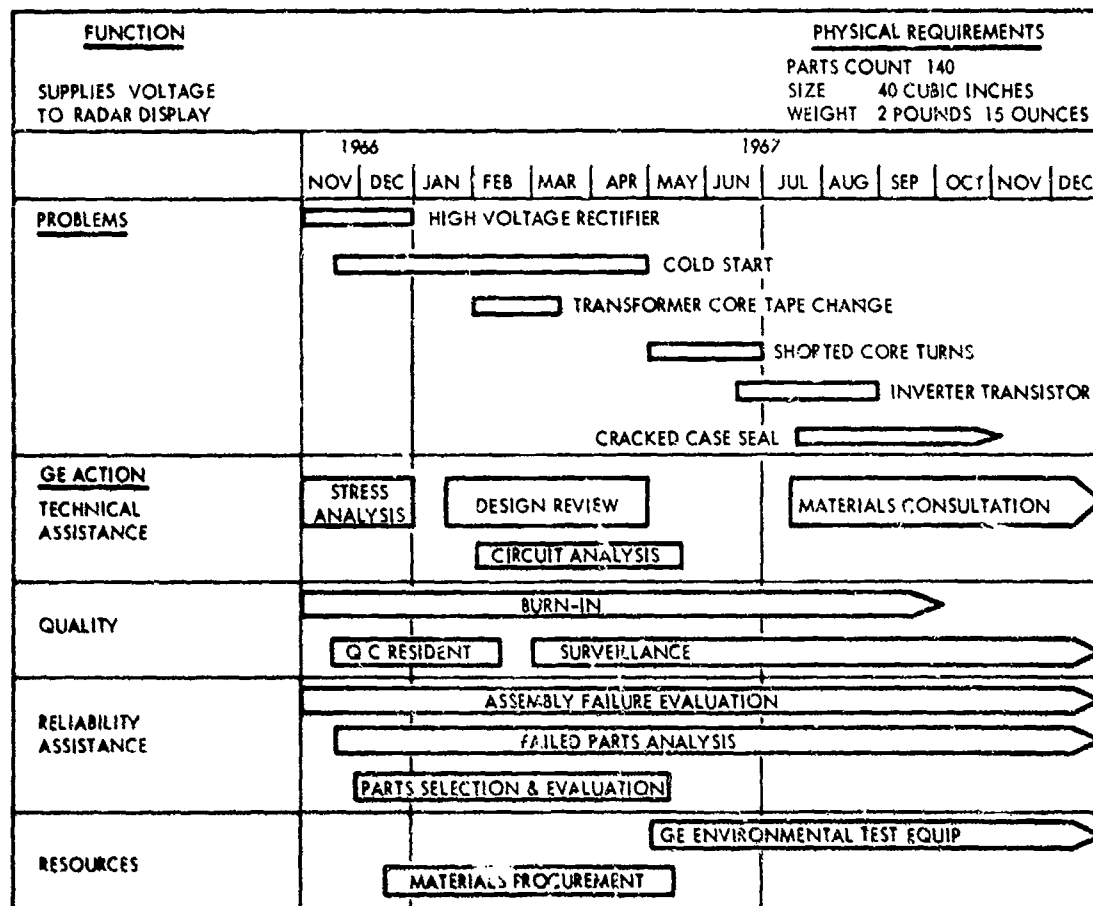 FUNCTION
PHYSICAL REQUIREMENTS
SUPPLIES VOLTAGE
TO RADAR DISPLAY
PARTS COUNT 140
SIZE 40 CUBIC INCHES
WEIGHT 2 POUNDS 15 OUNCES
1966 1967
NOV DEC JAN FEB MAR APR MAY JUN JUL AUG SEP OCT NOV DEC
PROBLEMS
HIGH VOLTAGE RECTIFIER
COLD START
TRANSFORMER CORE TAPE CHANGE
SHOPTED CORE TURNS
INVERTER TRANSISTOR
CRACKED CASE SEAL
GE ACTION
TECHNICAL
ASSISTANCE
STRESS
ANALYSIS
DESIGN REVIEW
MATERIALS CONSULTATION
CIRCUIT ANALYSIS
QUALITY
BURN-IN
Q C RESIDENT
SURVEILLANCE
RELIABILITY
ASSISTANCE
ASSEMBLY FAILURE EVALUATION
FAILED PARTS ANALYSIS
PARTS SELECTION & EVALUATION
RESOURCES
GE ENVIRONMENTAL TEST EQUIP
MATERIALS PROCUREMENT